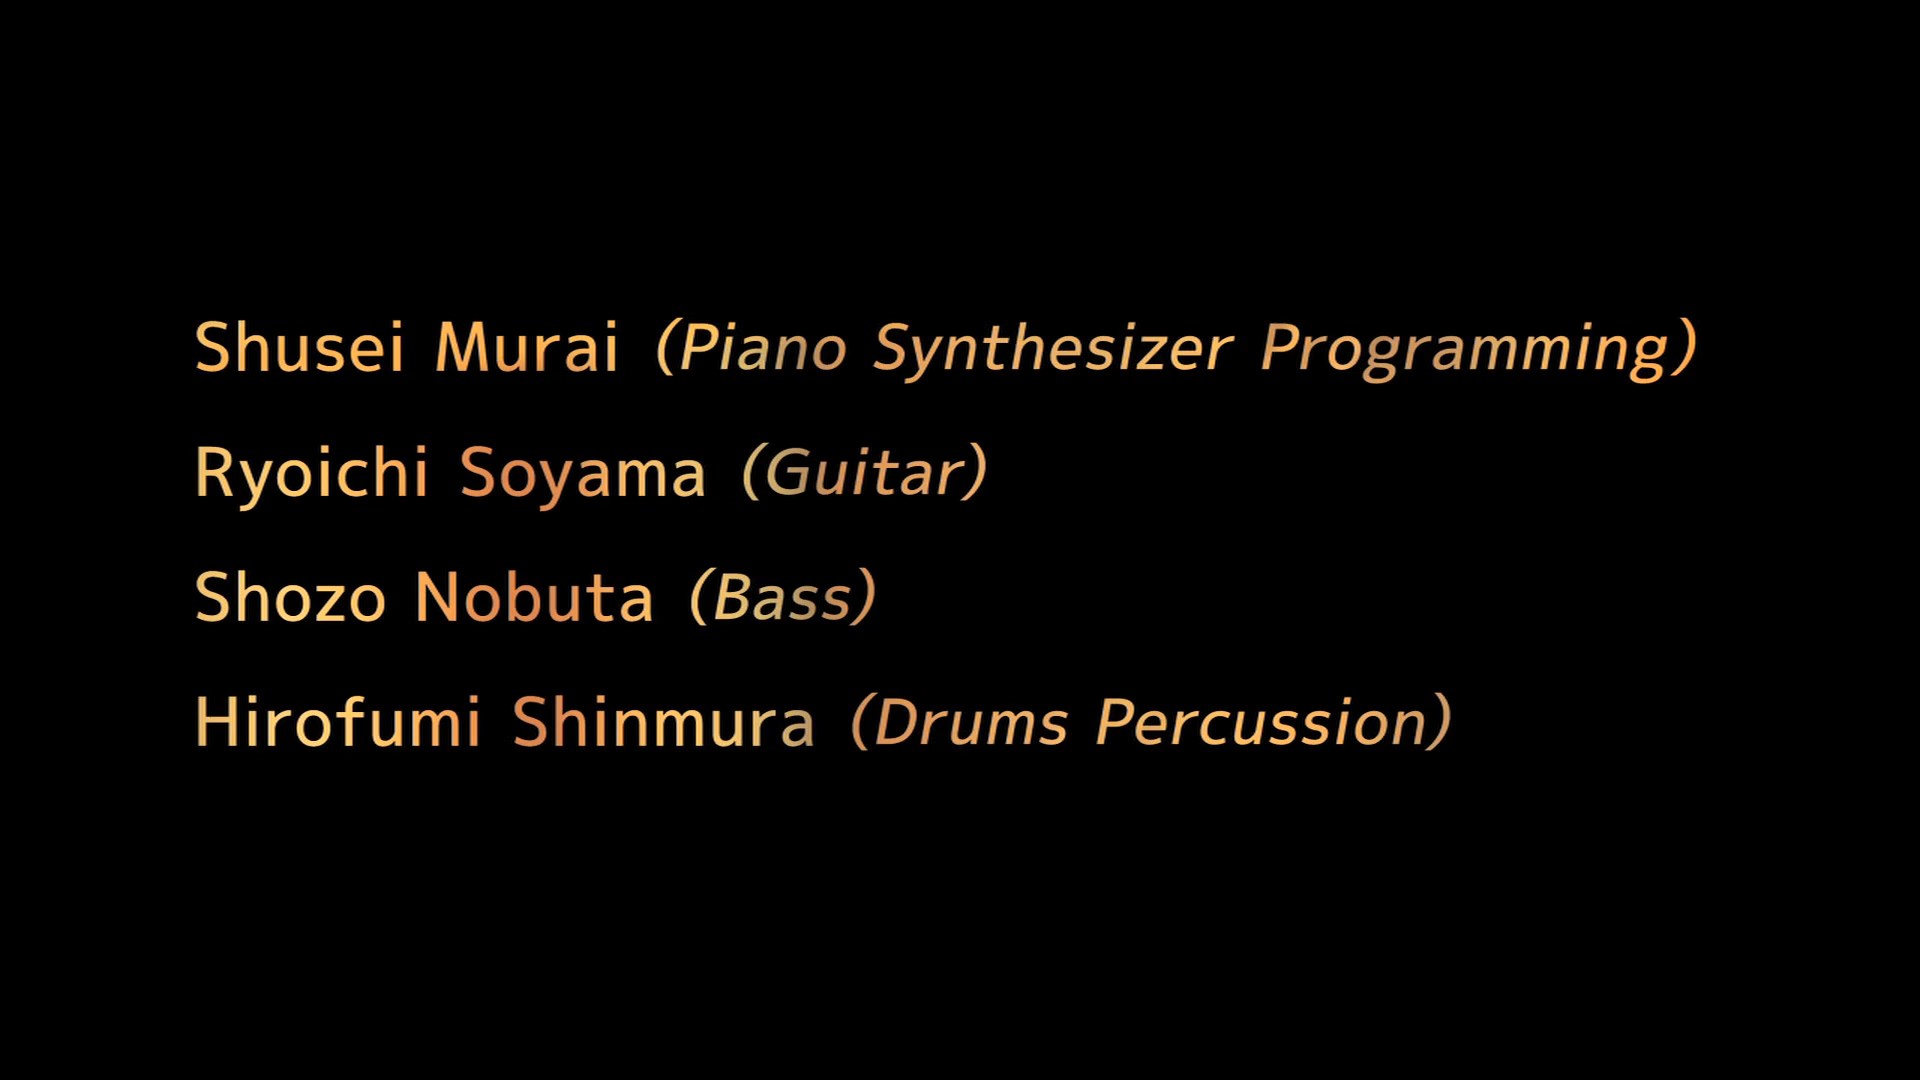 Shusei Murai (Piano Synthesizer Programming)
Ryoichi Soyama (Guitar)
Shozo Nobuta (Bass)
Hirofumi Shinmura (Drums Percussion)